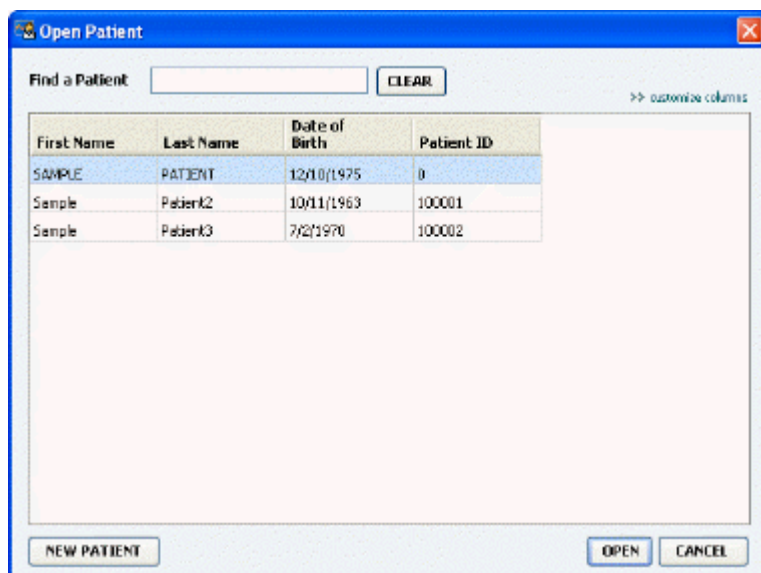 Open Patient
Find a Patient CLEAR
>> customize columns
First Name Last Name Date of Birth Patient ID
SAMPLE PATIENT 12/10/1975 0
Sample Patient2 10/11/1963 100001
Sample Patient3 7/2/1970 100002
NEW PATIENT OPEN CANCEL